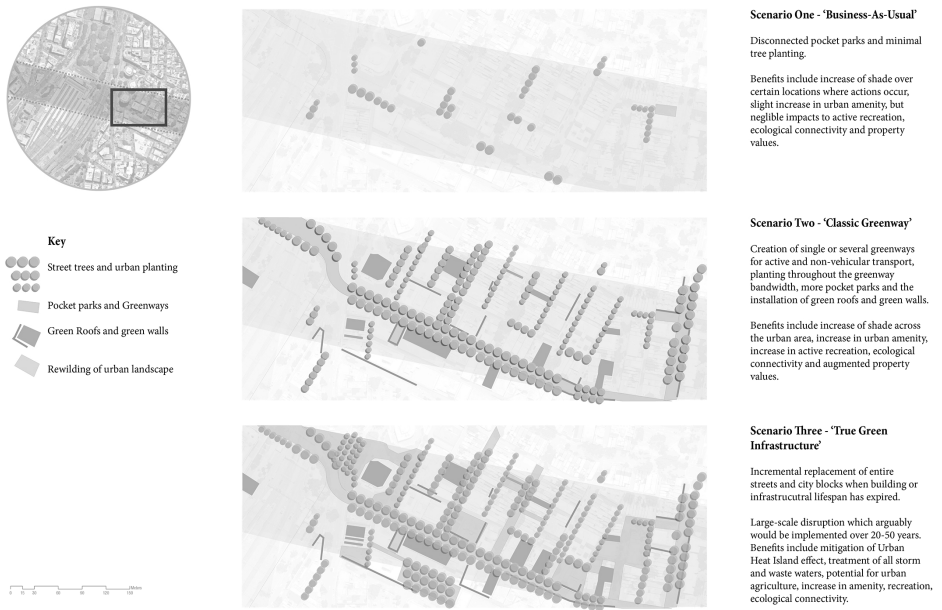 Scenario One - ‘Business-As-Usual’
Disconnected pocket parks and minimal
tree planting.
Benefits include increase of shade over
certain locations where actions occur,
slight increase in urban amenity, but
neglible impacts to active recreation,
ecological connectivity and property
values.
Key
Street trees and urban planting
Pocket parks and Greenways
Green Roofs and green walls
Rewilding of urban landscape
Scenario Two - ‘Classic Greenway’
Creation of single or several greenways
for active and non-vehicular transport,
planting throughout the greenway
bandwidth, more pocket parks and the
installation of green roofs and green walls.
Benefits include increase of shade across
the urban area, increase in urban amenity,
increase in active recreation, ecological
connectivity and augmented property
values.
Scenario Three - ‘True Green
Infrastructure’
Incremental replacement of entire
streets and city blocks when building or
infrastrucutral lifespan has expired.
Large-scale disruption which arguably
would be implemented over 20-50 years.
Benefits include mitigation of Urban
Heat Island effect, treatment of all storm
and waste waters, potential for urban
agriculture, increase in amenity, recreation,
ecological connectivity.